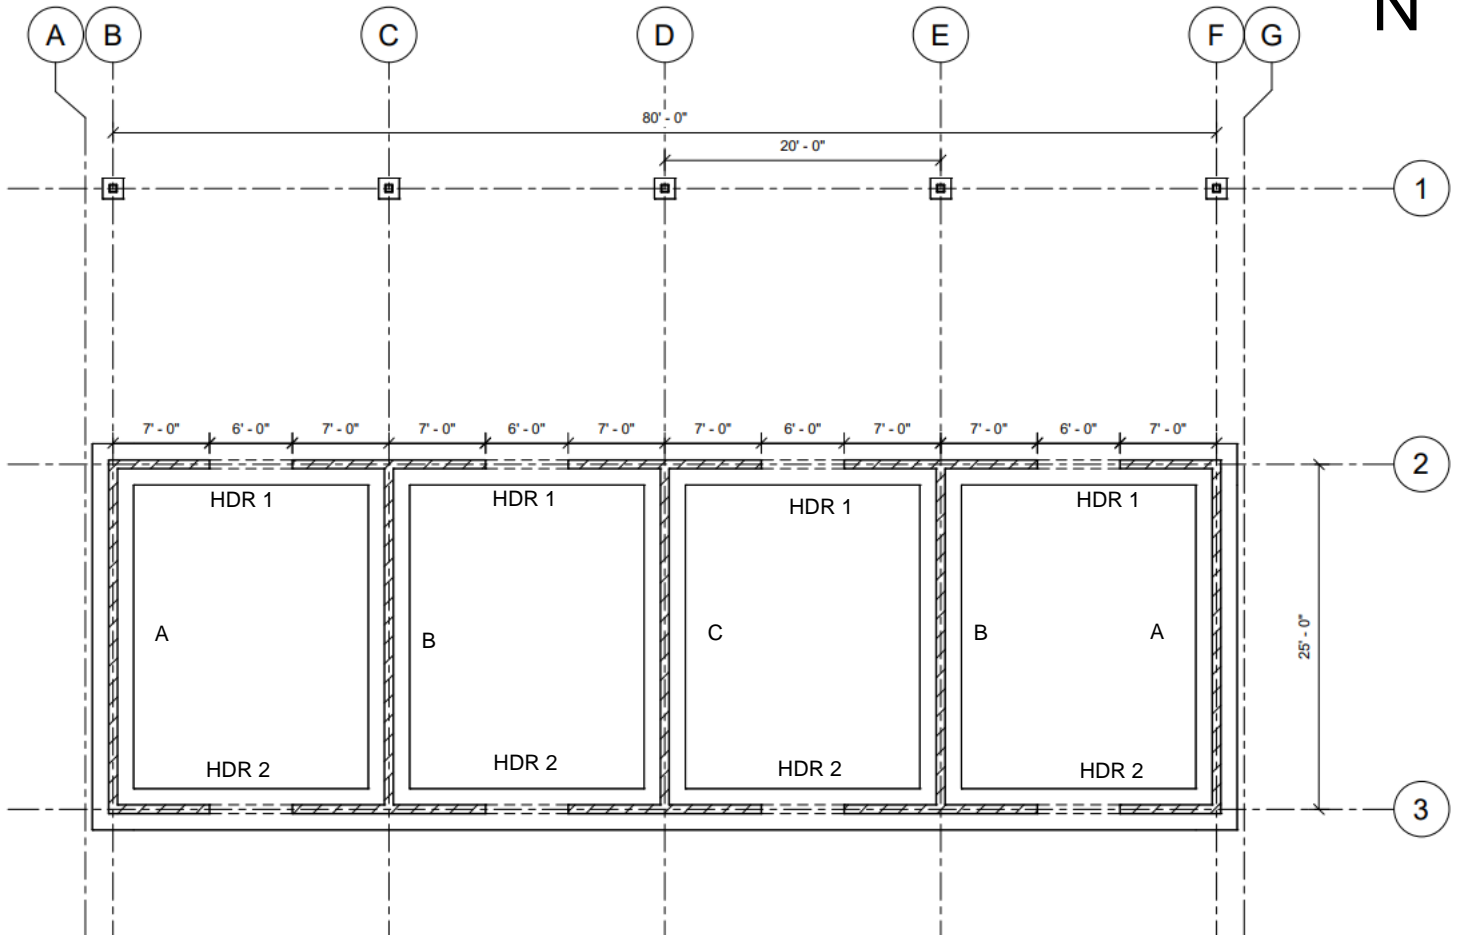 N
A B C D E F G
80' - 0"
20' - 0"
1
7' - 0" 6' - 0" 7' - 0" 7' - 0" 6' - 0" 7' - 0" 7' - 0" 6' - 0" 7' - 0" 7' - 0" 6' - 0" 7' - 0"
2
HDR 1 HDR 1 HDR 1 HDR 1
A B C B A
25' - 0"
HDR 2 HDR 2 HDR 2 HDR 2
3